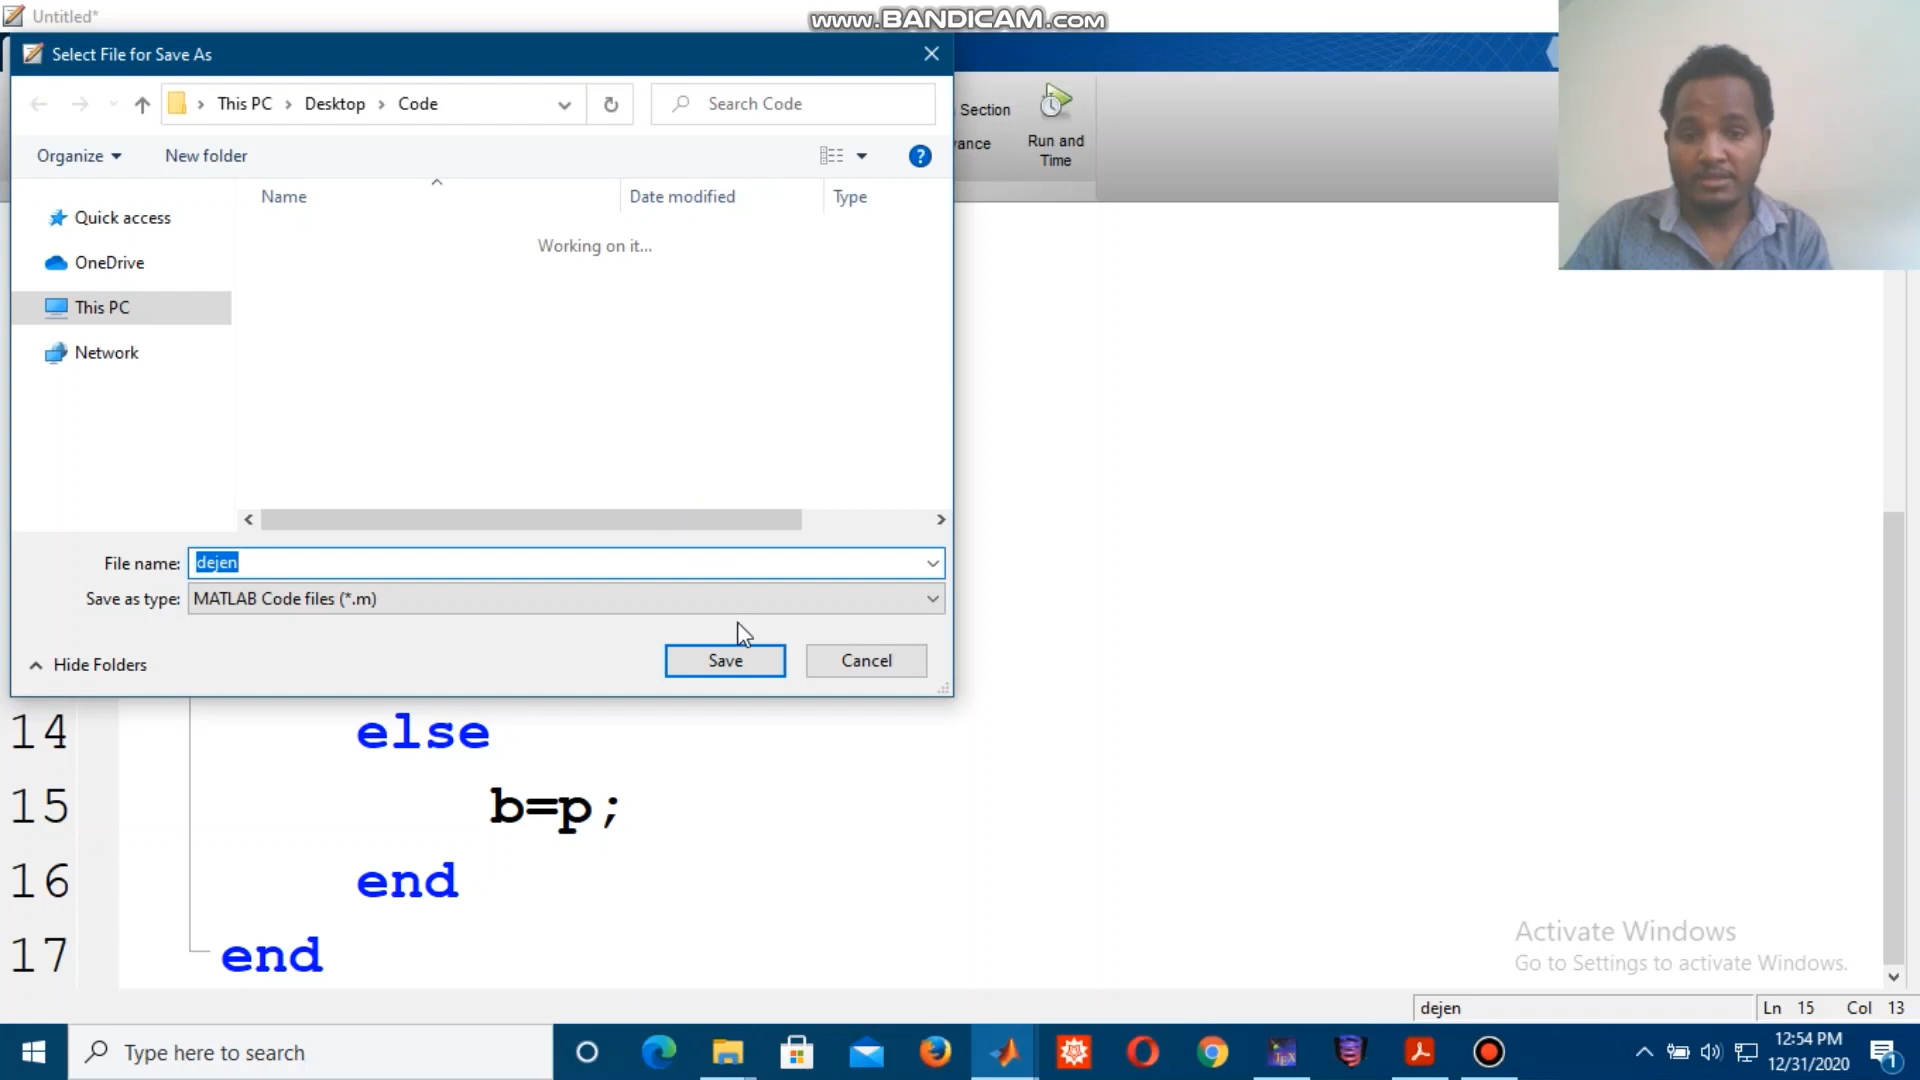 Untitled*
www.BANDICAM.com
Select File for Save As
This PC > Desktop > Code
Search Code
Section
Run and
Time
Organize
New folder
Name
Date modified
Type
Working on it...
Quick access
OneDrive
This PC
Network
File name: dejen
Save as type: MATLAB Code files (*.m)
Hide Folders
Save
Cancel
14 else
15 b=p;
16 end
17 end
Activate Windows
Go to Settings to activate Windows.
dejen
Ln 15 Col 13
Type here to search
12:54 PM
12/31/2020
1